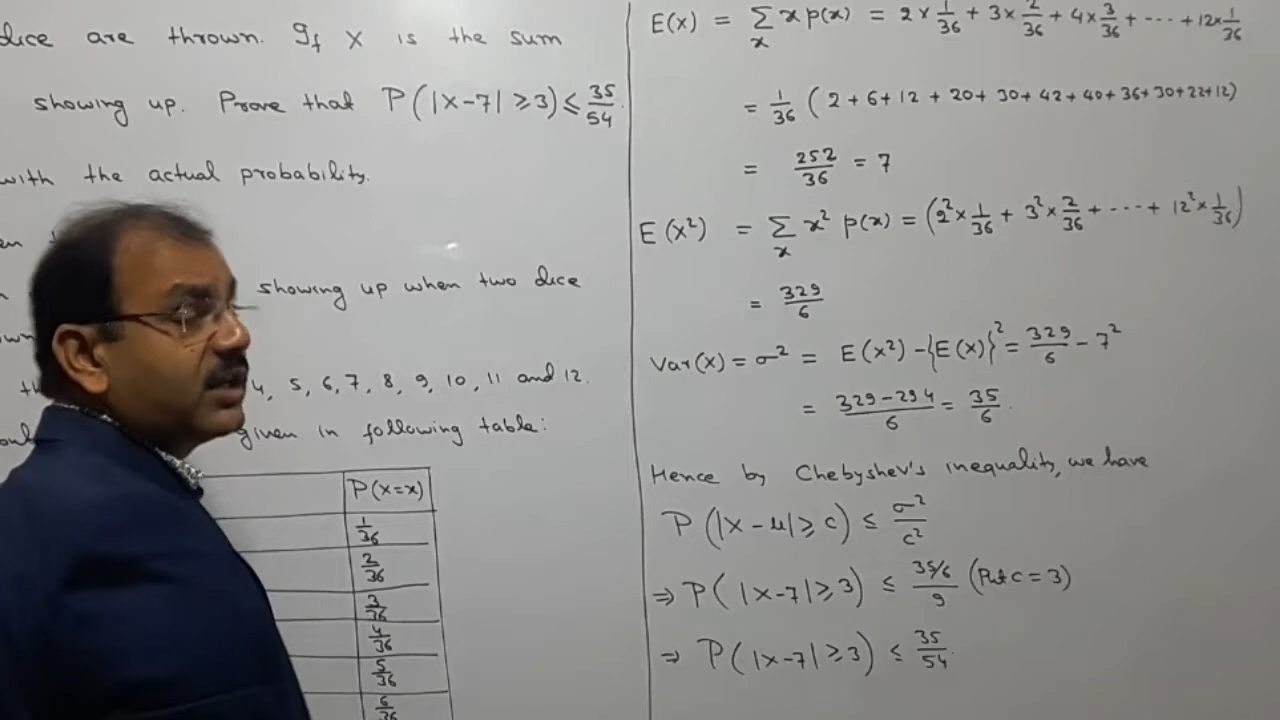 dice are thrown. If X is the sum
showing up. Prove that P(|X-7| ≥ 3) ≤ 35/54.
with the actual probability.
showing up when two dice
4, 5, 6, 7, 8, 9, 10, 11 and 12.
given in following table:
P(X=x)
1/36
2/36
3/36
4/36
5/36
6/36
E(x) = Σ_x x p(x) = 2 × 1/36 + 3 × 2/36 + 4 × 3/36 + --- + 12 × 1/36
= 1/36 (2 + 6 + 12 + 20 + 30 + 42 + 40 + 36 + 30 + 22 + 12)
= 252/36 = 7
E(x²) = Σ_x x² p(x) = (2² × 1/36 + 3² × 2/36 + --- + 12² × 1/36)
= 329/6
Var(X) = σ² = E(x²) - {E(x)}² = 329/6 - 7²
= 329-294/6 = 35/6.
Hence by Chebyshev's inequality, we have
P(|X-μ| ≥ c) ≤ σ²/c²
⇒ P(|X-7| ≥ 3) ≤ 35/6/9 (Put c = 3)
⇒ P(|X-7| ≥ 3) ≤ 35/54.